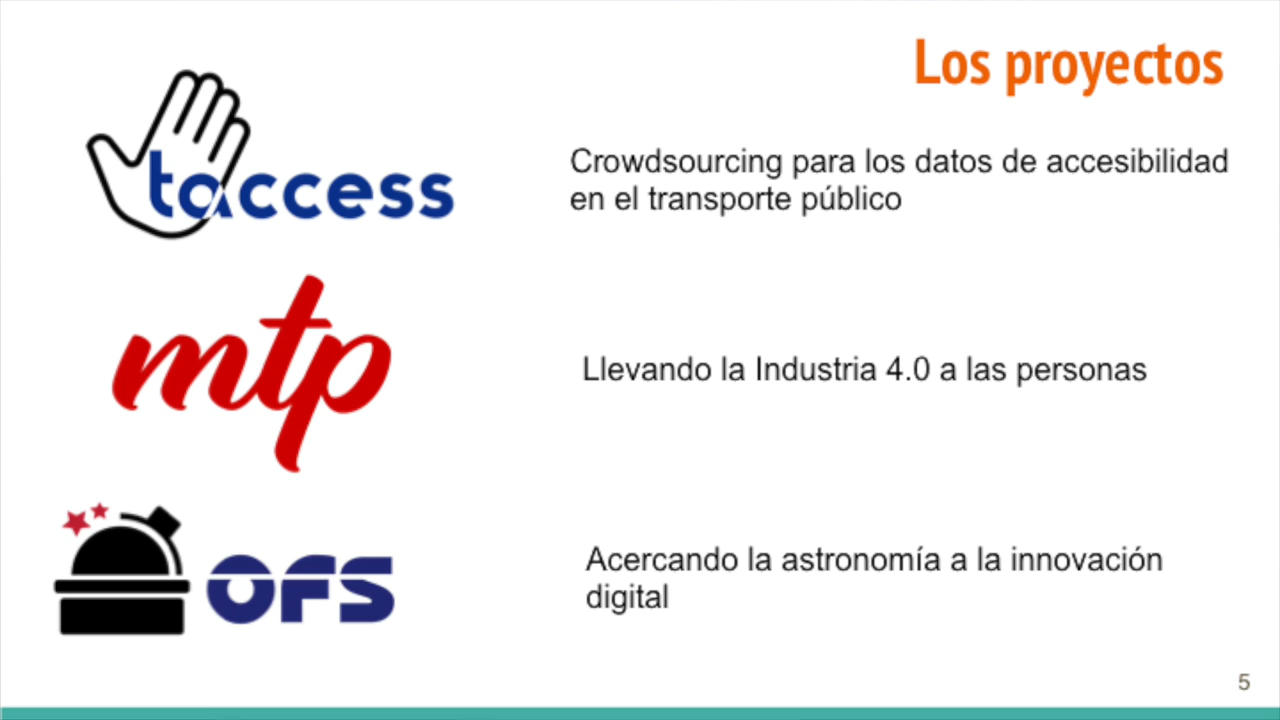 Los proyectos
taccess
Crowdsourcing para los datos de accesibilidad
en el transporte público
mtp
Llevando la Industria 4.0 a las personas
OFS
Acercando la astronomía a la innovación
digital
5